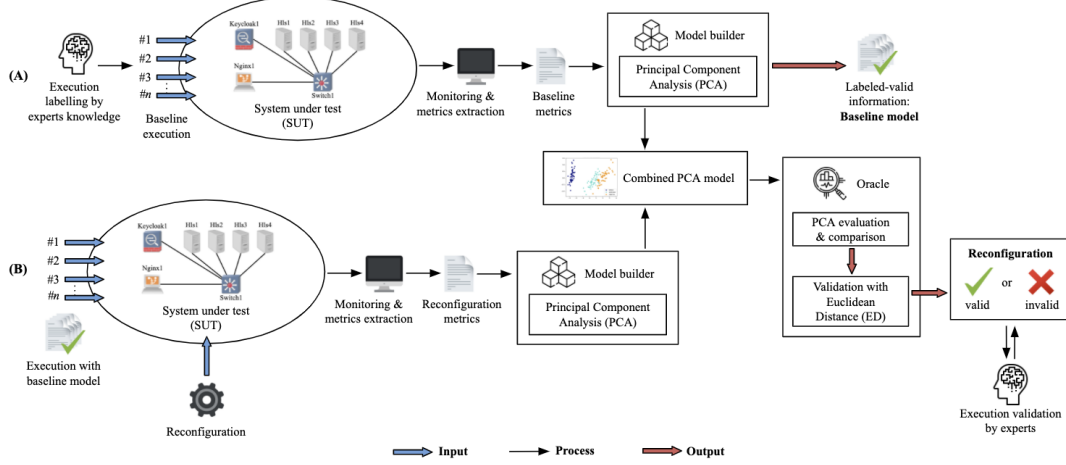 (A)
Execution
labelling by
experts knowledge
#1
#2
#3
#n
Baseline
execution
Keycloak1
Hls1
Hls2
Hls3
Hls4
Nginx1
Switch1
System under test
(SUT)
Monitoring &
metrics extraction
Baseline
metrics
Model builder
Principal Component
Analysis (PCA)
Labeled-valid
information:
Baseline model
Combined PCA model
Oracle
PCA evaluation
& comparison
Validation with
Euclidean
Distance (ED)
Reconfiguration
or
valid
invalid
Execution validation
by experts
(B)
#1
#2
#3
#n
Execution with
baseline model
Keycloak1
Hls1
Hls2
Hls3
Hls4
Nginx1
Switch1
System under test
(SUT)
Reconfiguration
Monitoring &
metrics extraction
Reconfiguration
metrics
Model builder
Principal Component
Analysis (PCA)
Input
Process
Output